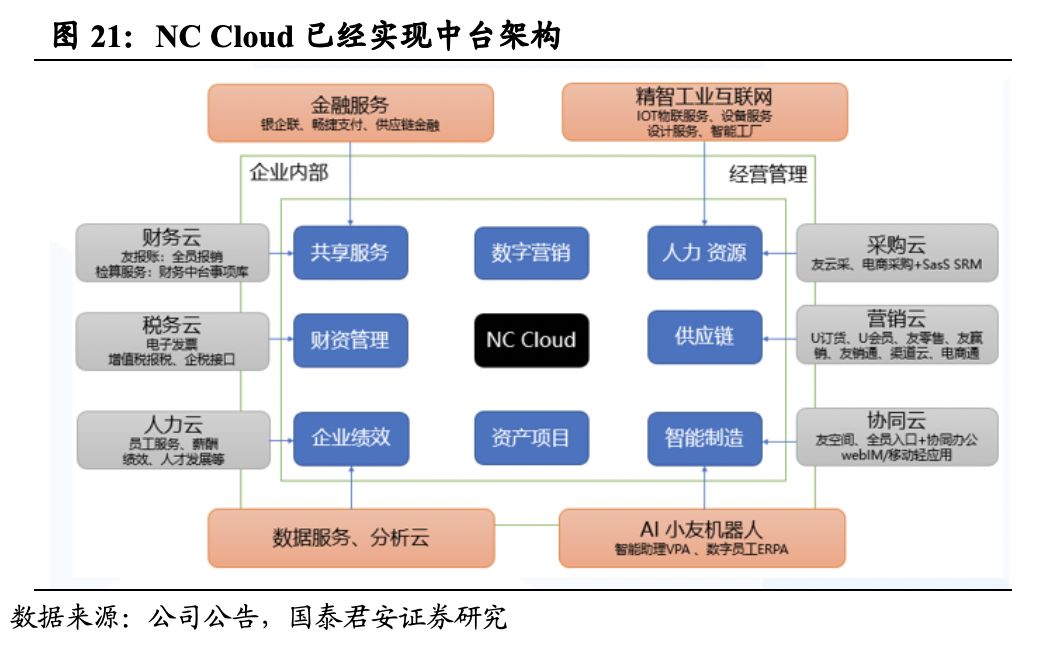 图 21：NC Cloud 已经实现中台架构
金融服务
银企联、畅捷支付、供应链金融
精智工业互联网
IOT物联服务、设备服务
设计服务、智能工厂
企业内部
经营管理
财务云
友报账：全员报销
检算服务：财务中台事项库
共享服务
数字营销
人力 资源
采购云
友云采、电商采购+SasS SRM
税务云
电子发票
增值税报税、企税接口
财资管理
NC Cloud
供应链
营销云
U订货、U会员、友零售、友赢
销、友销通、渠道云、电商通
人力云
员工服务、薪酬
绩效、人才发展等
企业绩效
资产项目
智能制造
协同云
友空间、全员入口+协同办公
webIM/移动轻应用
数据服务、分析云
AI 小友机器人
智能助理VPA 、数字员工ERPA
数据来源：公司公告，国泰君安证券研究